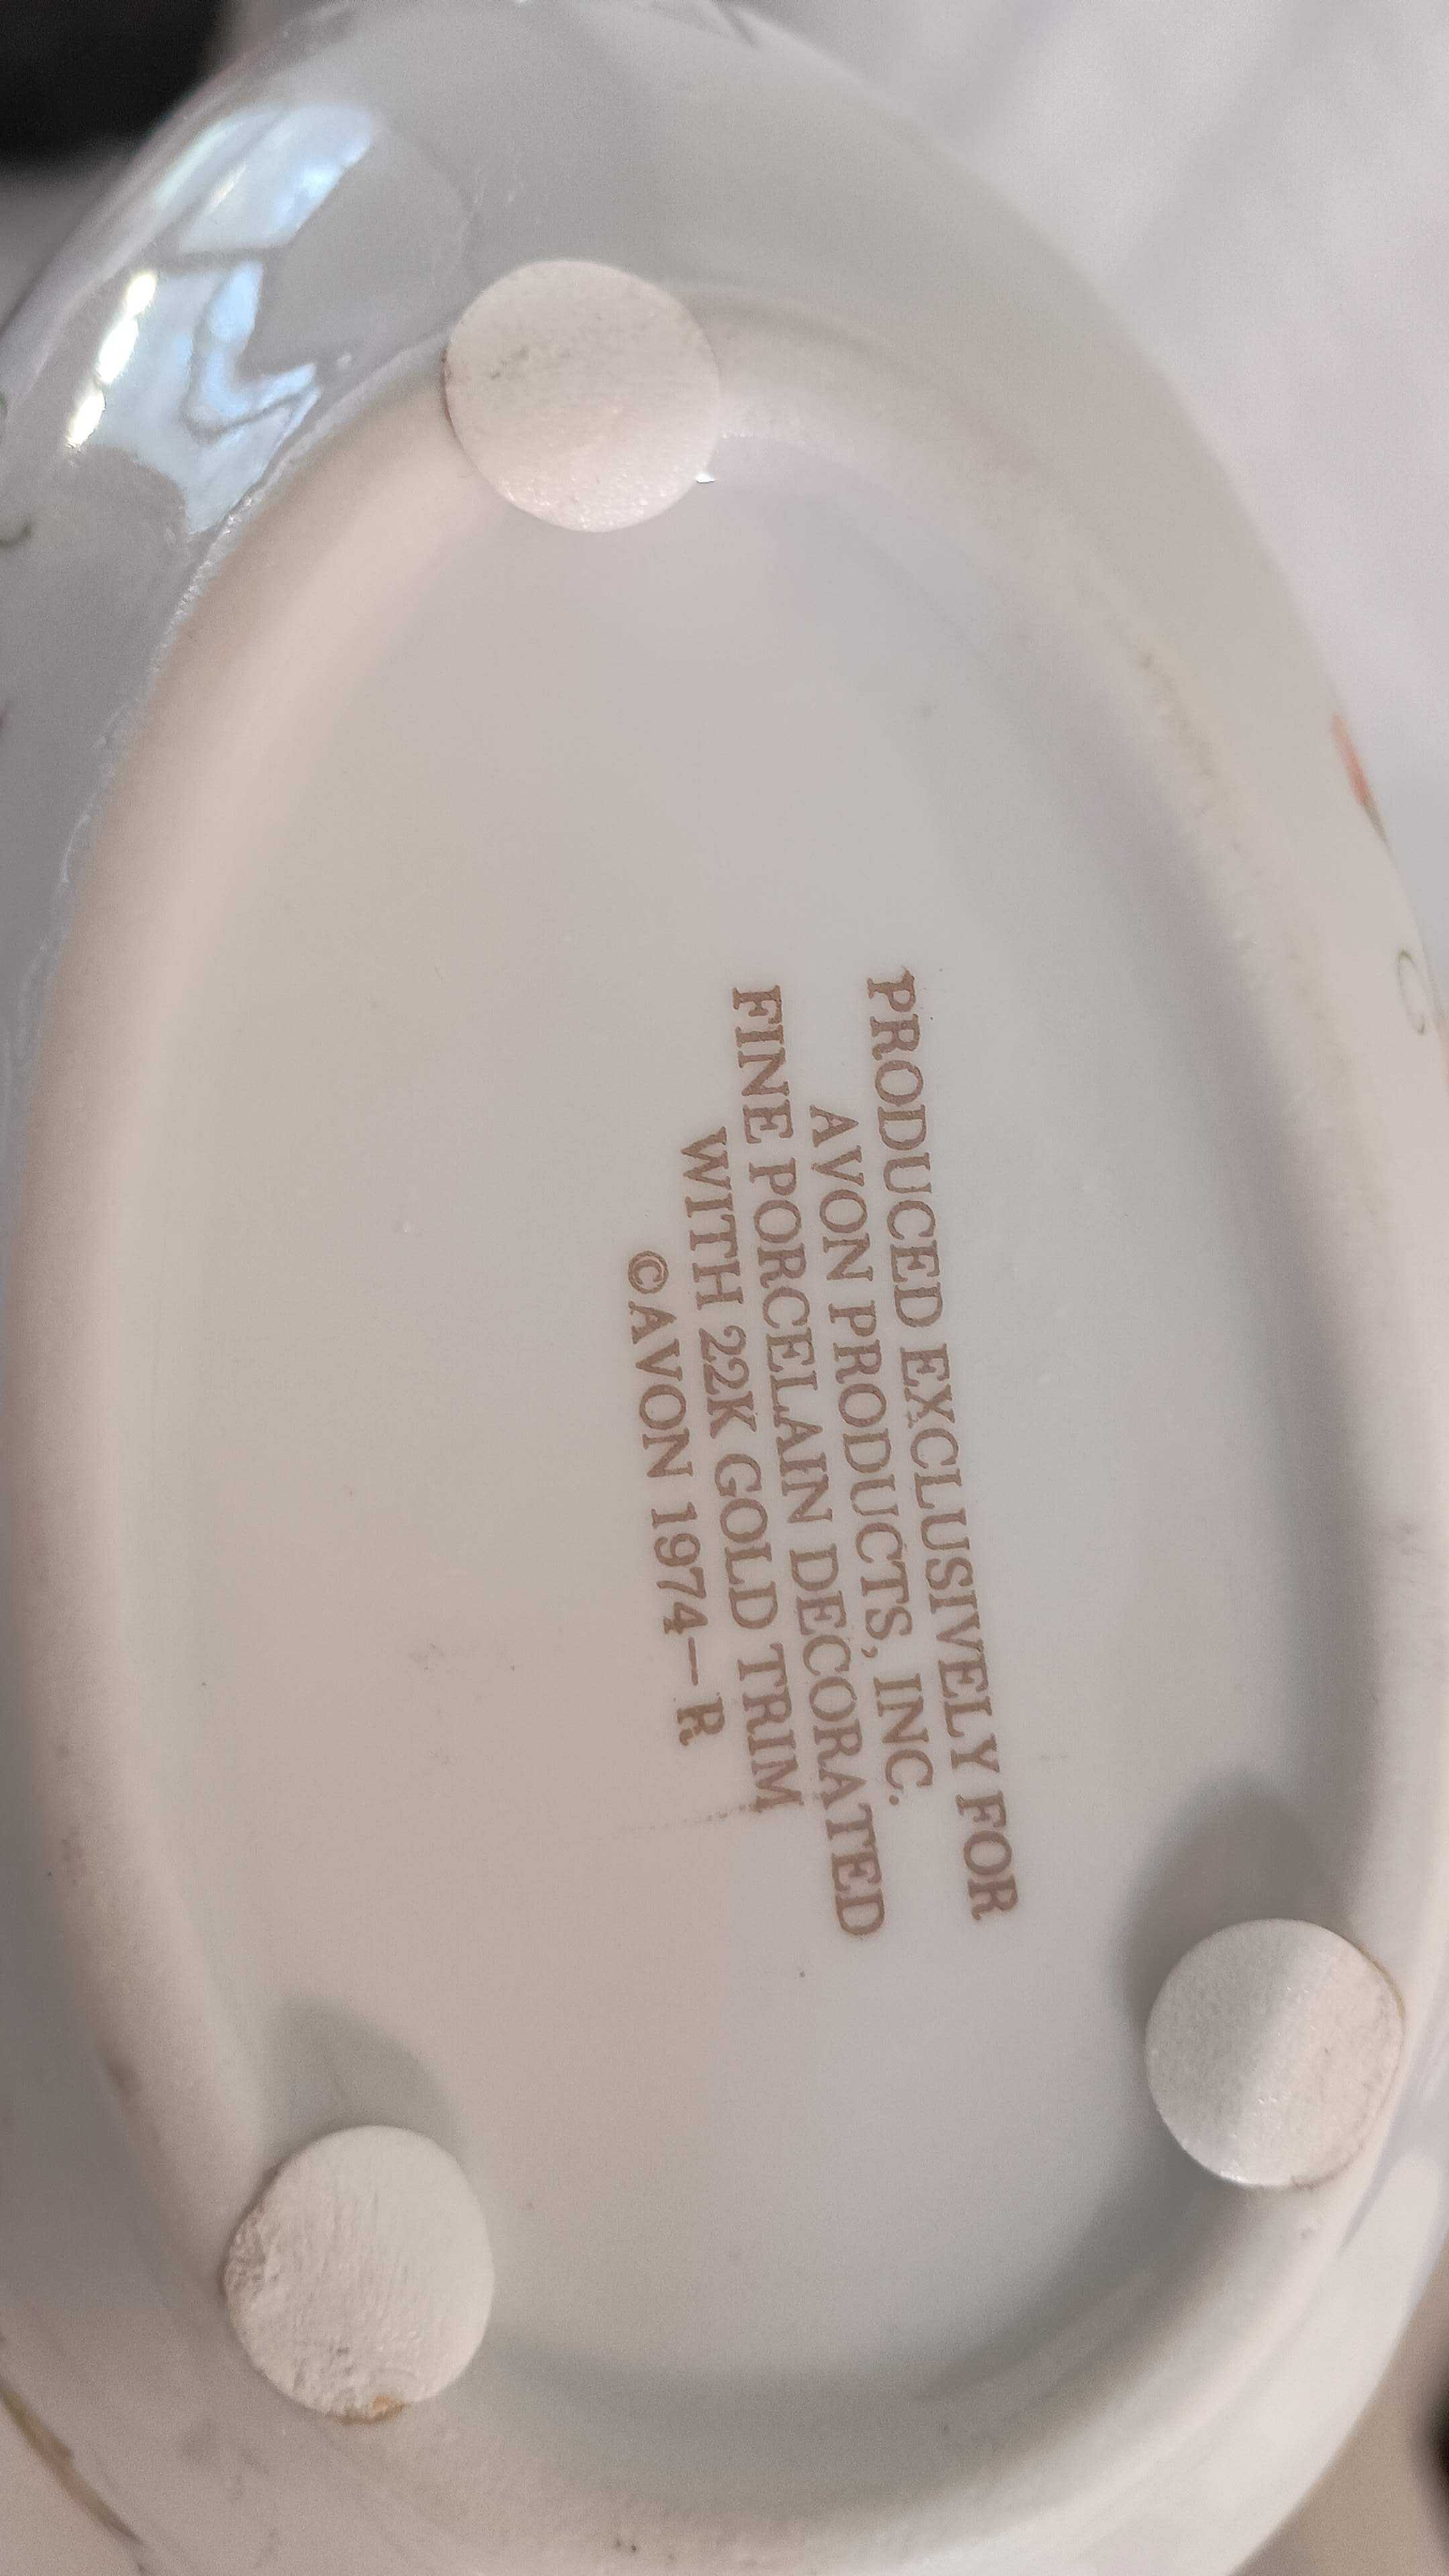 PRODUCED EXCLUSIVELY FOR
AVON PRODUCTS, INC.
FINE PORCELAIN DECORATED
WITH 22K GOLD TRIM
©AVON 1974—R